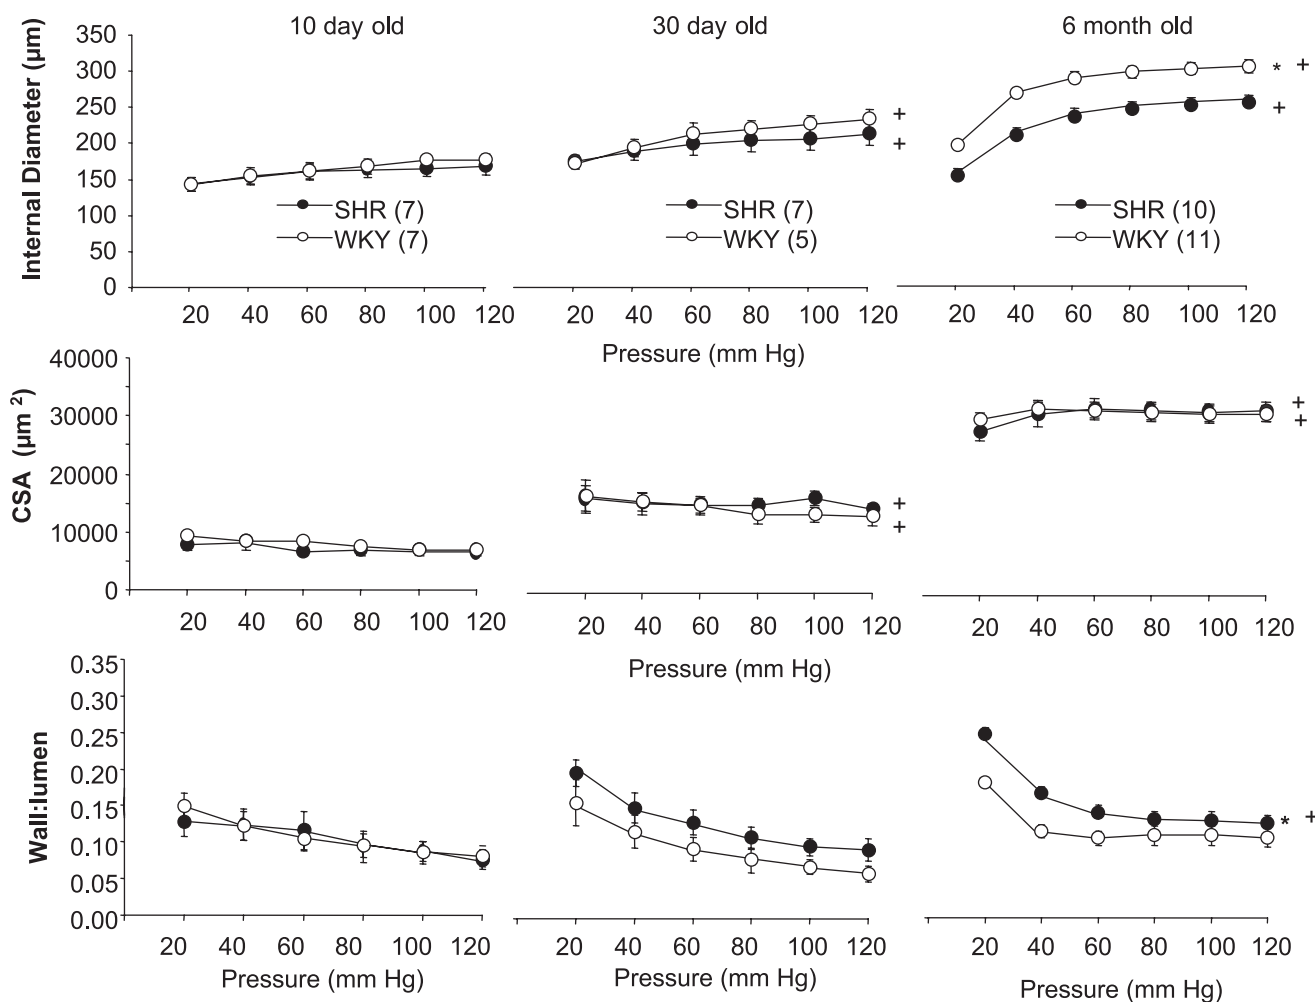 10 day old
30 day old
6 month old
Internal Diameter (µm)
350
300
250
200
150
100
50
0
* +
+
+
+
SHR (7)
WKY (7)
SHR (7)
WKY (5)
SHR (10)
WKY (11)
20 40 60 80 100 120
20 40 60 80 100 120
20 40 60 80 100 120
Pressure (mm Hg)
CSA (µm²)
40000
30000
20000
10000
0
+
+
+
+
20 40 60 80 100 120
20 40 60 80 100 120
20 40 60 80 100 120
Pressure (mm Hg)
Wall:lumen
0.35
0.30
0.25
0.20
0.15
0.10
0.05
0.00
* +
20 40 60 80 100 120
20 40 60 80 100 120
20 40 60 80 100 120
Pressure (mm Hg)
Pressure (mm Hg)
Pressure (mm Hg)